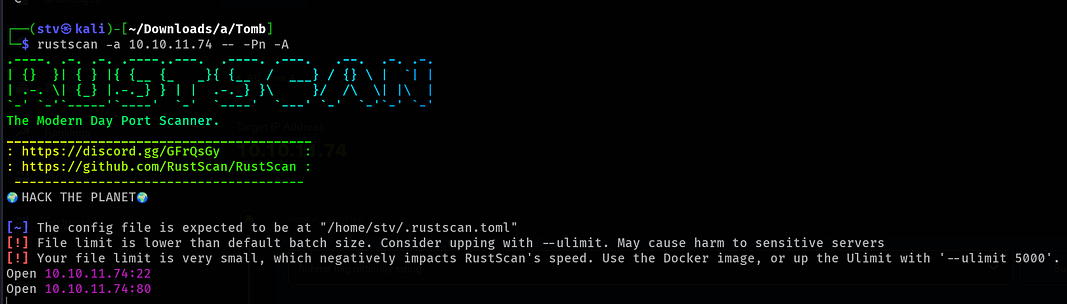 ┌──(stv㉿kali)-[~/Downloads/a/Tomb]
└─$ rustscan -a 10.10.11.74 -- -Pn -A
.----. .-. .-. .----..---.  .----. .---.   .--.  .-. .-.
| {}  }| { } |{ {__ {_   _}{ {__  /  ___} / {} \ |  `| |
| .-. \| {_} |.-._} } | |  .-._} }\     }/  /\  \| |\  |
`-' `-'`-----'`----'  `-'  `----'  `---' `-'  `-'`-' `-'
The Modern Day Port Scanner.
________________________________________
: https://discord.gg/GFrQsGy           :
: https://github.com/RustScan/RustScan :
 --------------------------------------
🌍HACK THE PLANET🌍
[~] The config file is expected to be at "/home/stv/.rustscan.toml"
[!] File limit is lower than default batch size. Consider upping with --ulimit. May cause harm to sensitive servers
[!] Your file limit is very small, which negatively impacts RustScan's speed. Use the Docker image, or up the Ulimit with '--ulimit 5000'.
Open 10.10.11.74:22
Open 10.10.11.74:80